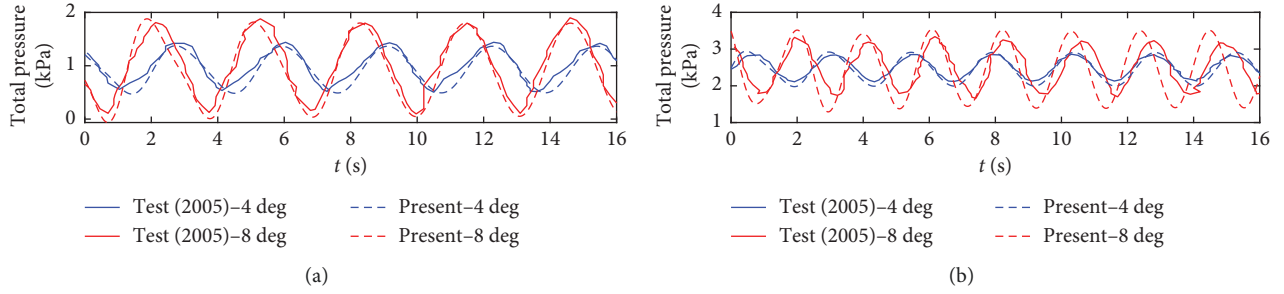 Total pressure
(kPa)
2
1
0
0 2 4 6 8 10 12 14 16
t (s)
Test (2005)–4 deg
Present–4 deg
Test (2005)–8 deg
Present–8 deg
(a)
Total pressure
(kPa)
4
3
2
1
0 2 4 6 8 10 12 14 16
t (s)
Test (2005)–4 deg
Present–4 deg
Test (2005)–8 deg
Present–8 deg
(b)